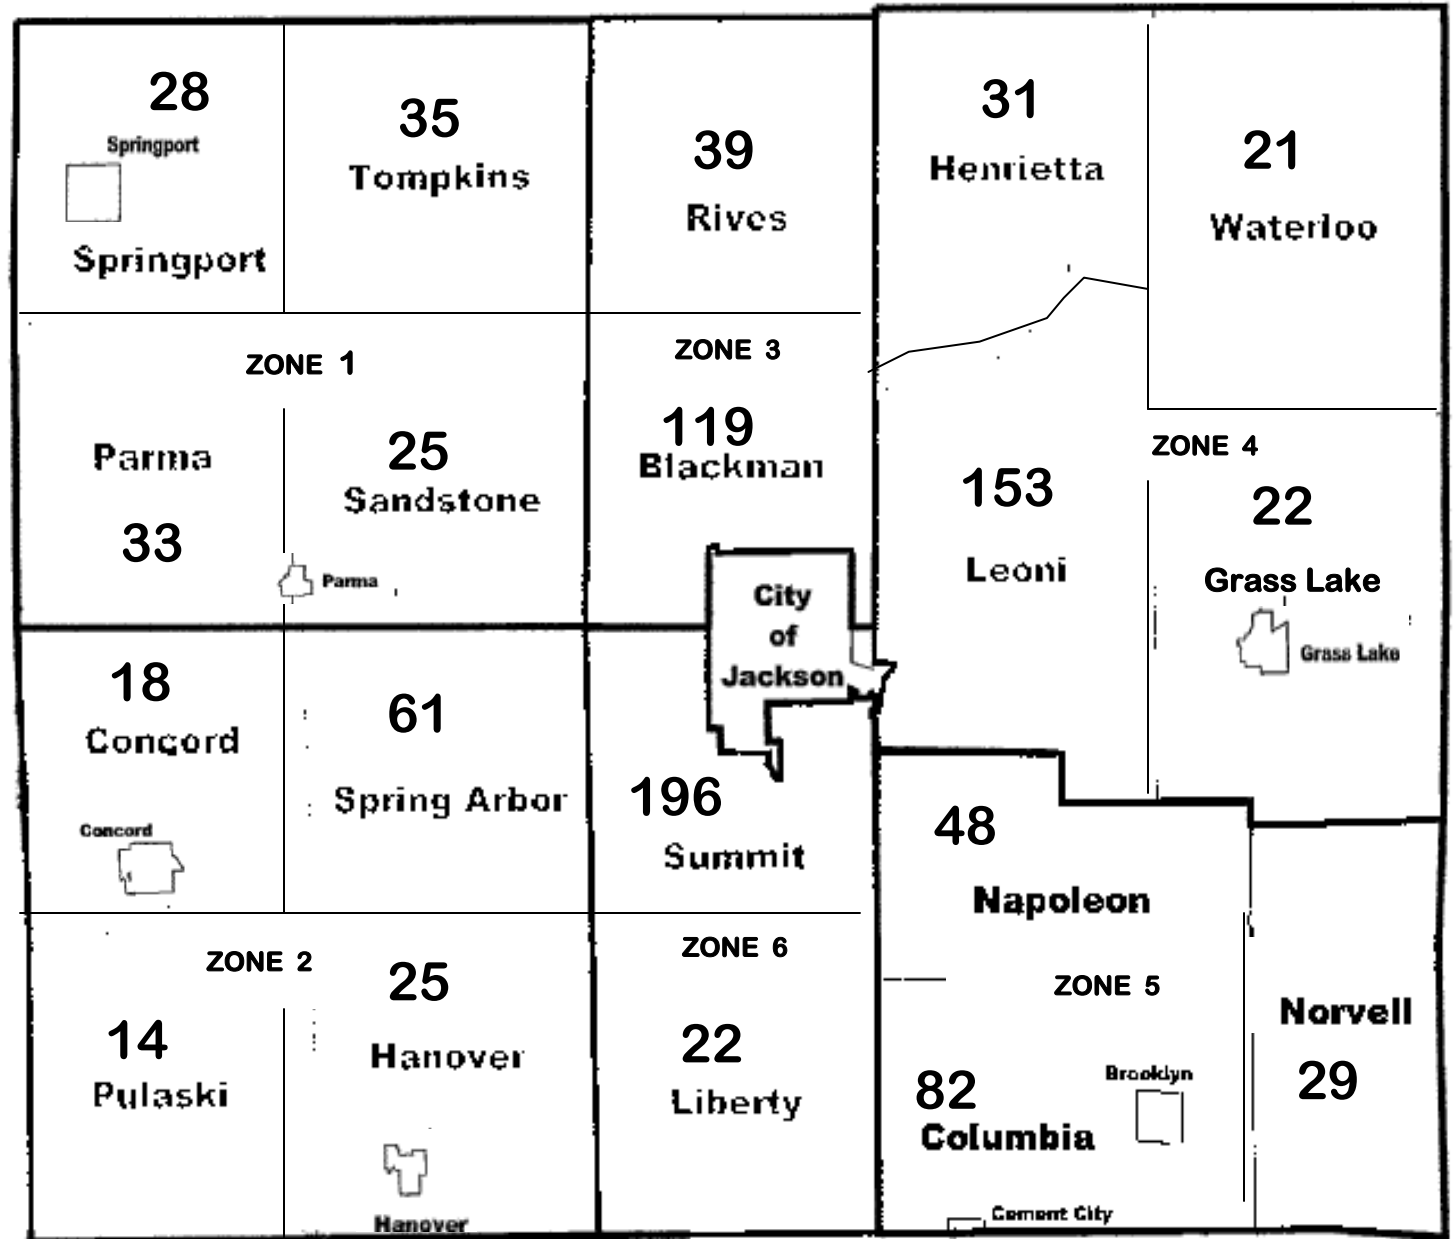 28
Springport
Springport
35
Tompkins
39
Rives
31
Henrietta
21
Waterloo
ZONE 1
Parma
33
25
Sandstone
Parma
ZONE 3
119
Blackman
City
of
Jackson
ZONE 4
153
Leoni
22
Grass Lake
Grass Lake
18
Concord
Concord
61
Spring Arbor
196
Summit
48
Napoleon
ZONE 2
14
Pulaski
25
Hanover
Hanover
ZONE 6
22
Liberty
ZONE 5
82
Columbia
Brooklyn
Cement City
Norvell
29